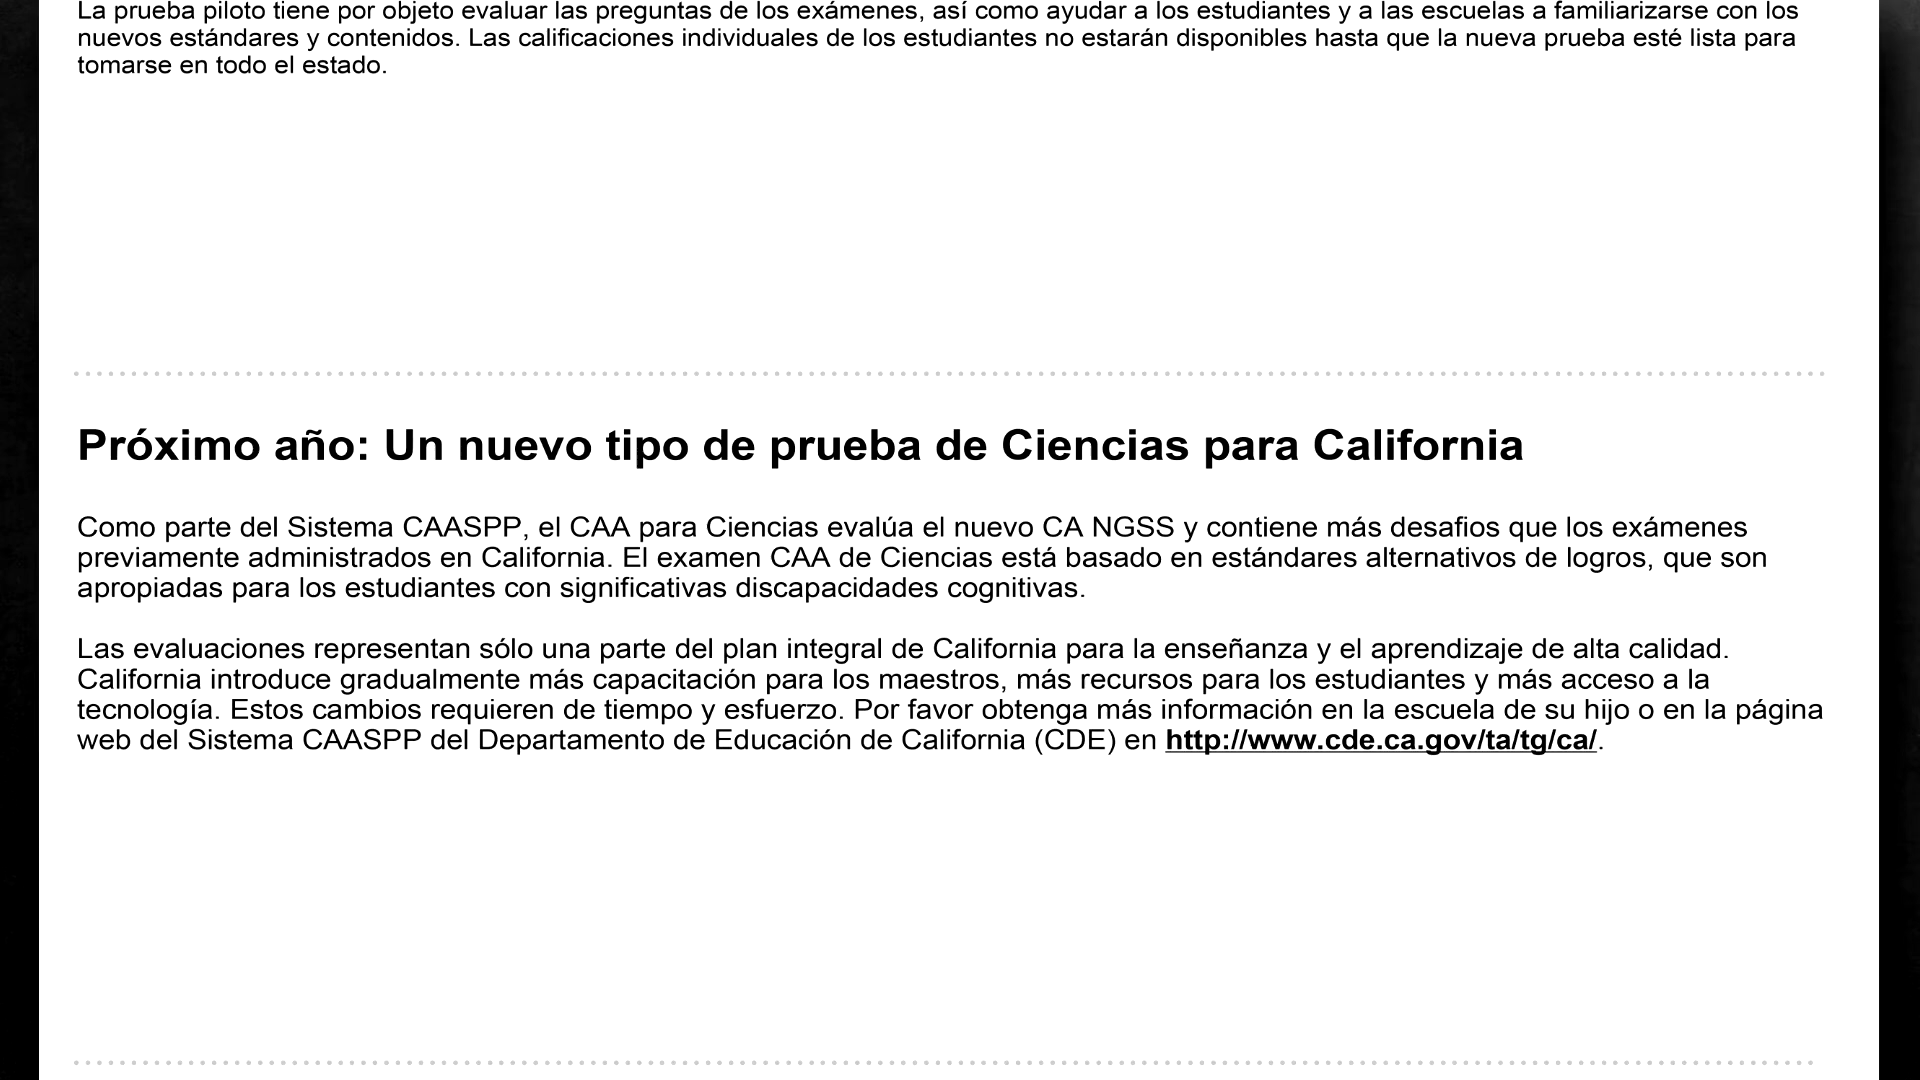 La prueba piloto tiene por objeto evaluar las preguntas de los exámenes, así como ayudar a los estudiantes y a las escuelas a familiarizarse con los
nuevos estándares y contenidos. Las calificaciones individuales de los estudiantes no estarán disponibles hasta que la nueva prueba esté lista para
tomarse en todo el estado.
Próximo año: Un nuevo tipo de prueba de Ciencias para California
Como parte del Sistema CAASPP, el CAA para Ciencias evalúa el nuevo CA NGSS y contiene más desafios que los exámenes
previamente administrados en California. El examen CAA de Ciencias está basado en estándares alternativos de logros, que son
apropiadas para los estudiantes con significativas discapacidades cognitivas.
Las evaluaciones representan sólo una parte del plan integral de California para la enseñanza y el aprendizaje de alta calidad.
California introduce gradualmente más capacitación para los maestros, más recursos para los estudiantes y más acceso a la
tecnología. Estos cambios requieren de tiempo y esfuerzo. Por favor obtenga más información en la escuela de su hijo o en la página
web del Sistema CAASPP del Departamento de Educación de California (CDE) en http://www.cde.ca.gov/ta/tg/ca/.